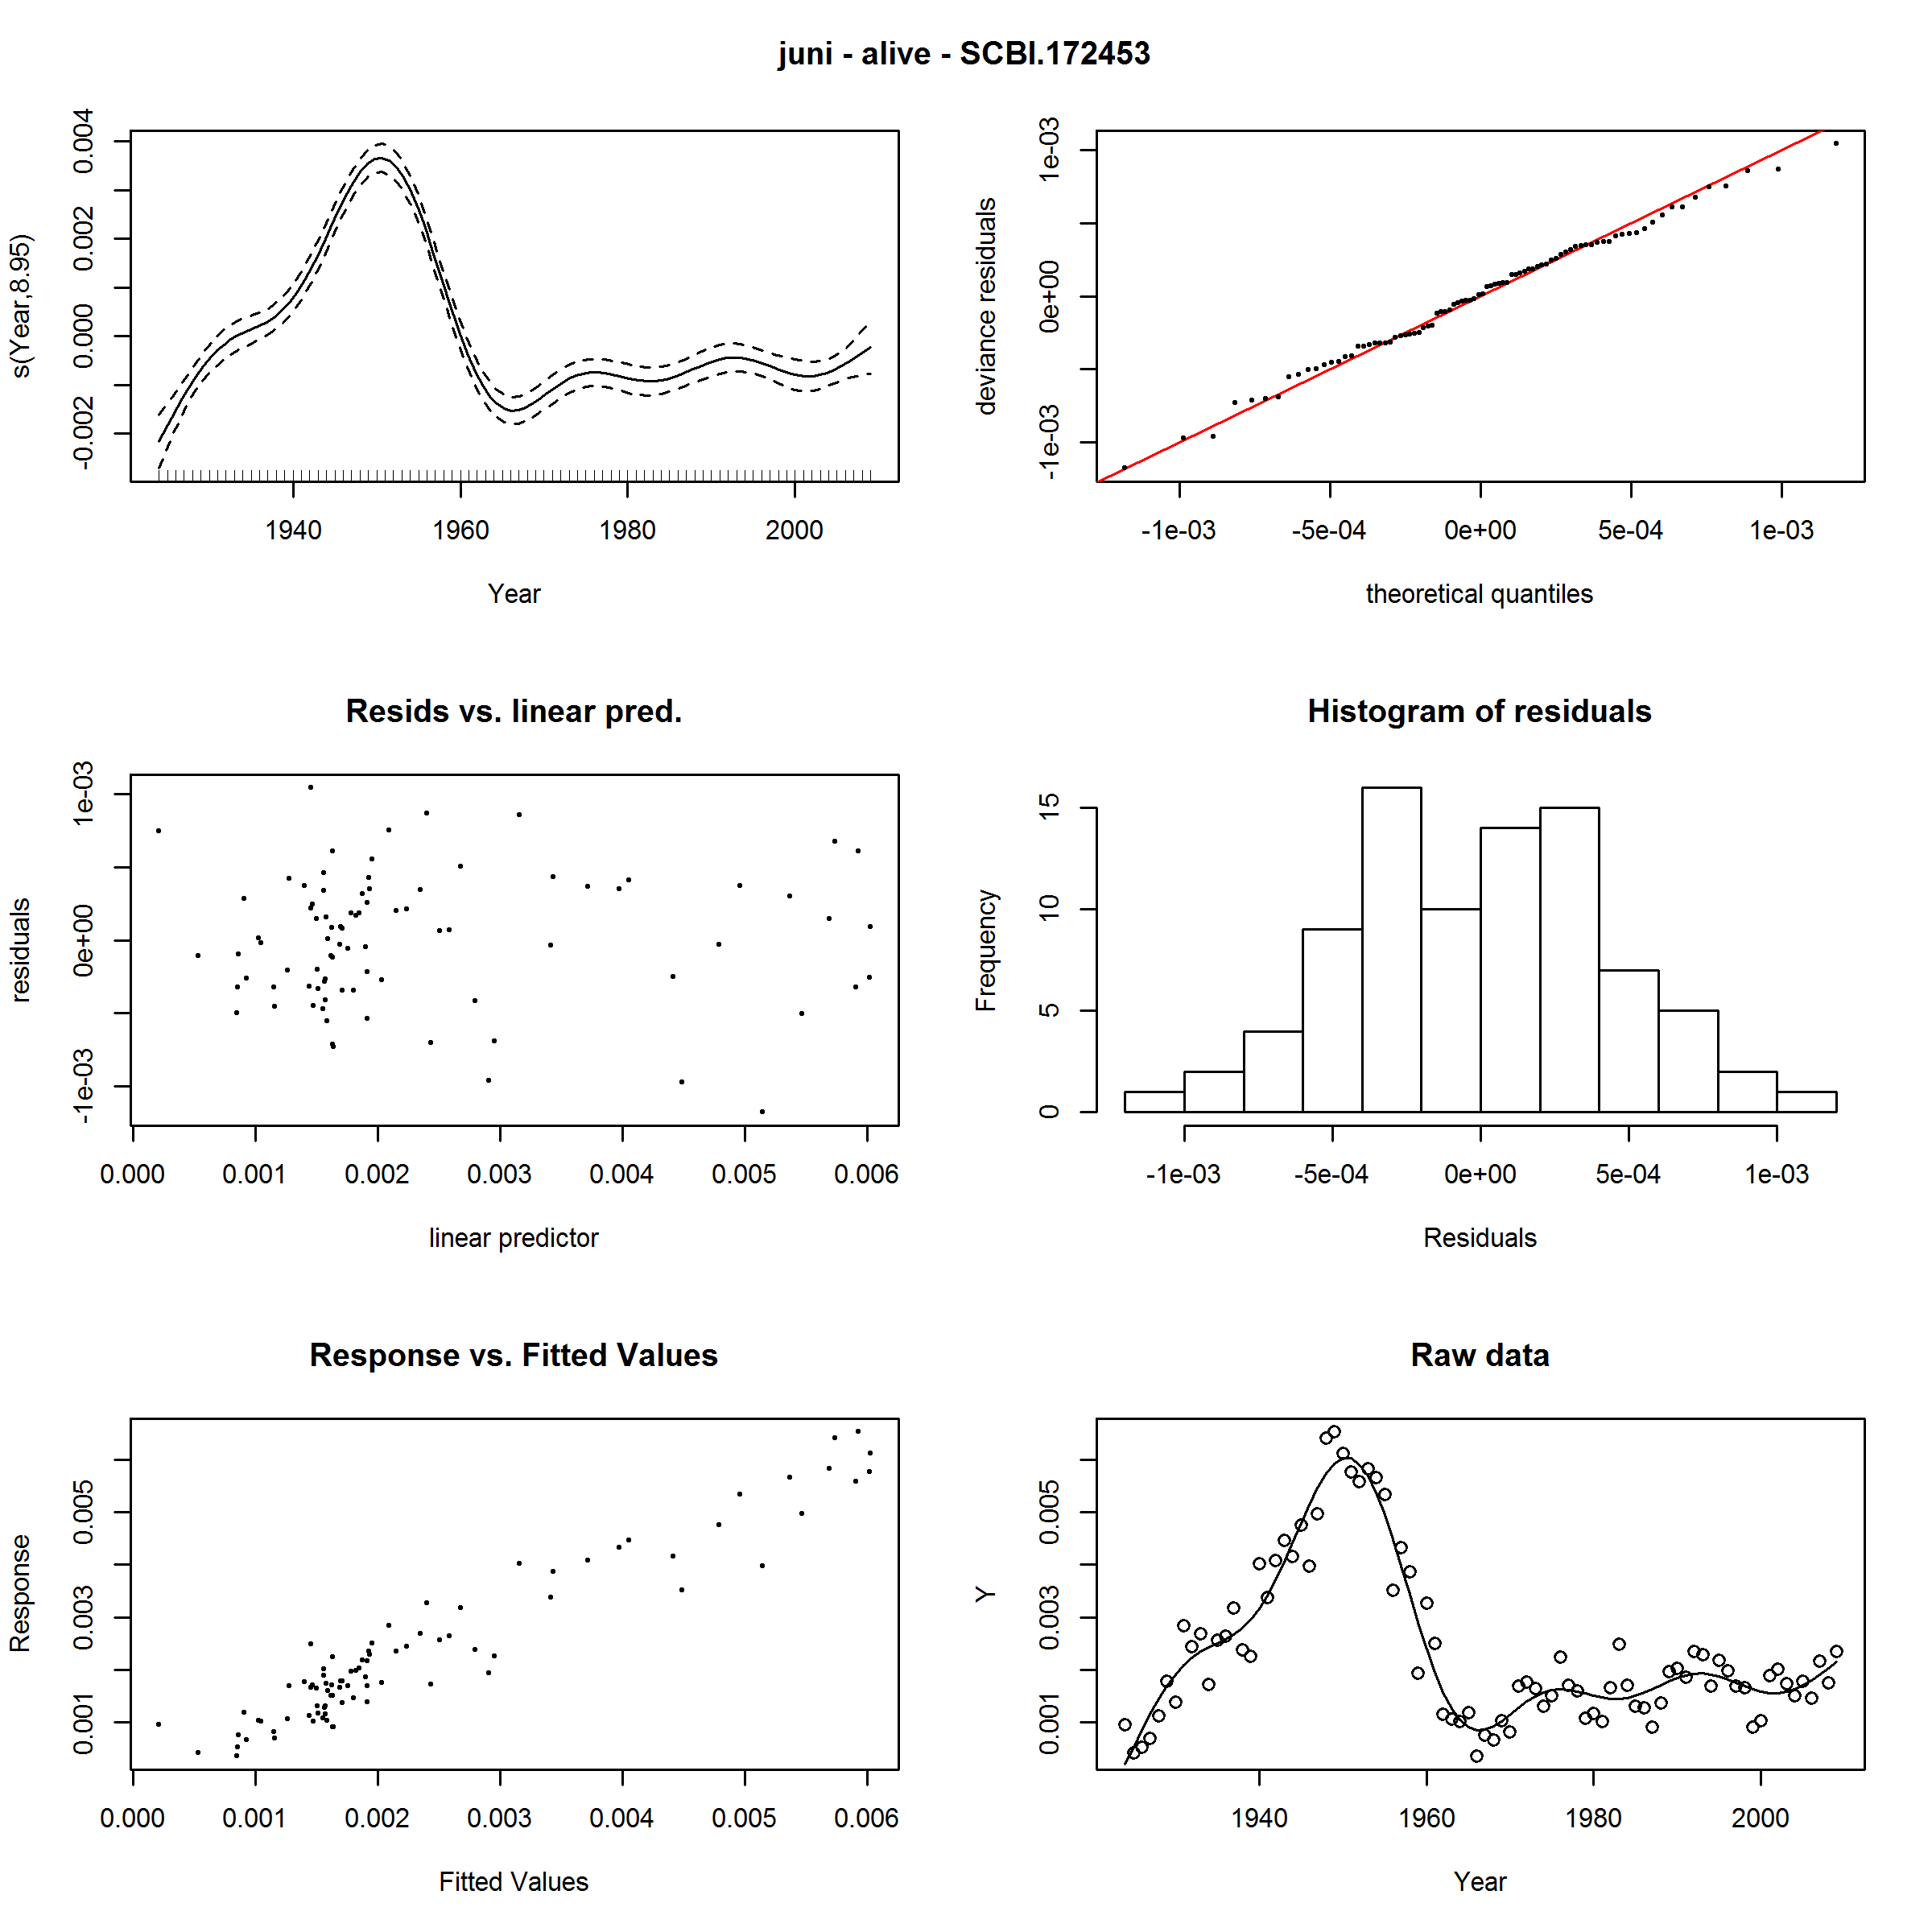 juni - alive - SCBI.172453
s(Year,8.95)
-0.002 0.000 0.002 0.004
1940 1960 1980 2000
Year
deviance residuals
-1e-03 0e+00 1e-03
-1e-03 -5e-04 0e+00 5e-04 1e-03
theoretical quantiles
Resids vs. linear pred.
residuals
-1e-03 0e+00 1e-03
0.000 0.001 0.002 0.003 0.004 0.005 0.006
linear predictor
Histogram of residuals
Frequency
0 5 10 15
-1e-03 -5e-04 0e+00 5e-04 1e-03
Residuals
Response vs. Fitted Values
Response
0.001 0.003 0.005
0.000 0.001 0.002 0.003 0.004 0.005 0.006
Fitted Values
Raw data
Y
0.001 0.003 0.005
1940 1960 1980 2000
Year